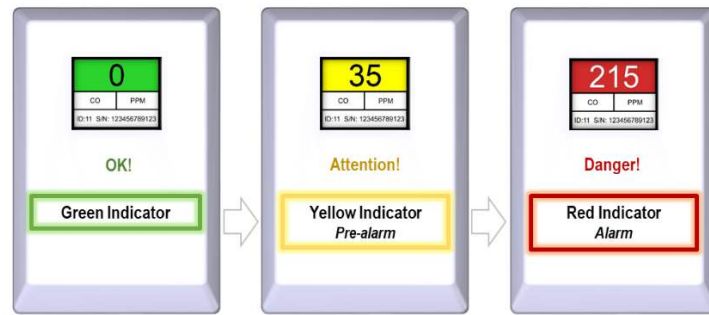 0
CO PPM
ID:11 S/N: 123456789123
OK!
Green Indicator
35
CO PPM
ID:11 S/N: 123456789123
Attention!
Yellow Indicator
Pre-alarm
215
CO PPM
ID:11 S/N: 123456789123
Danger!
Red Indicator
Alarm